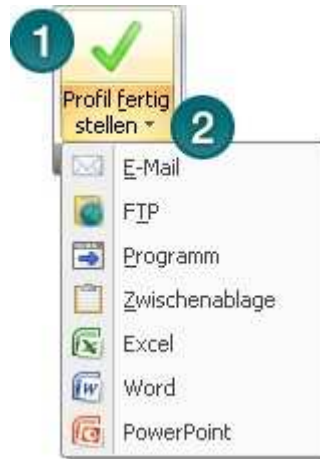 1
Profil fertig
stellen
2
E-Mail
FTP
Programm
Zwischenablage
Excel
Word
PowerPoint